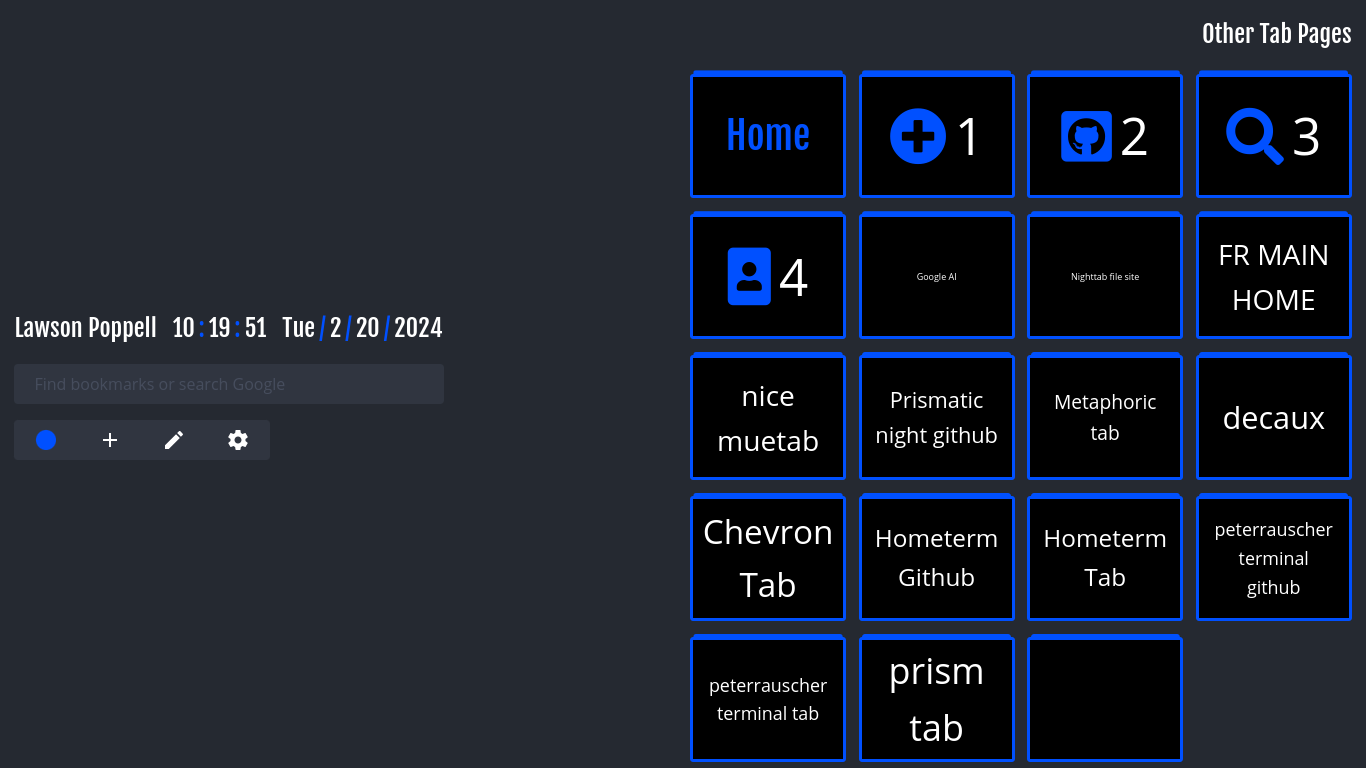 Other Tab Pages
Home
1
2
3
4
Google AI
Nighttab file site
FR MAIN
HOME
Lawson Poppell 10:19:51 Tue/2/20/2024
Find bookmarks or search Google
nice
muetab
Prismatic
night github
Metaphoric
tab
decaux
Chevron
Tab
Hometerm
Github
Hometerm
Tab
peterrauscher
terminal
github
peterrauscher
terminal tab
prism
tab